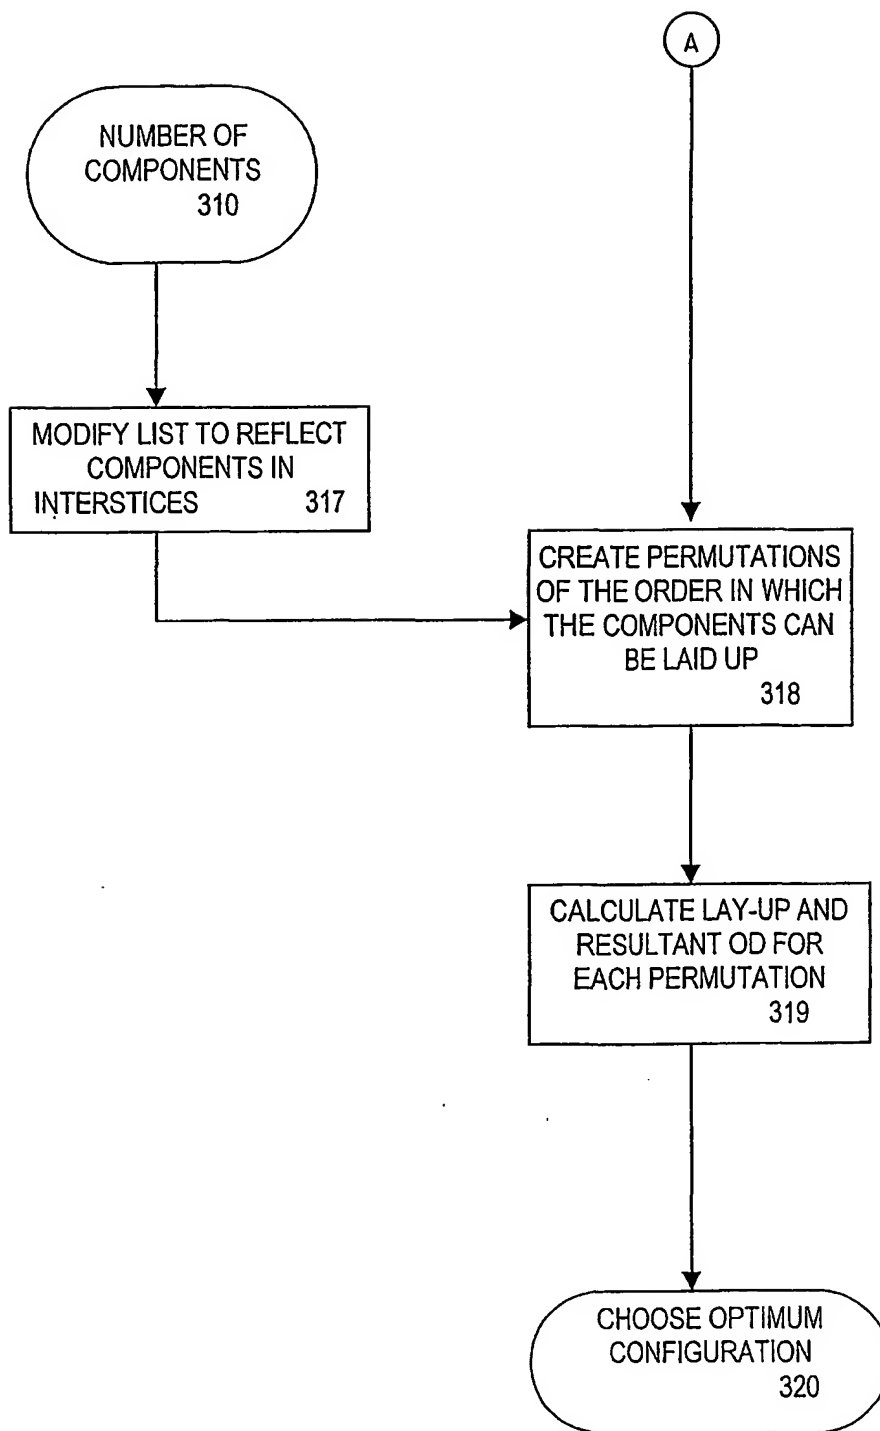 A
NUMBER OF
COMPONENTS
310
MODIFY LIST TO REFLECT
COMPONENTS IN
INTERSTICES 317
CREATE PERMUTATIONS
OF THE ORDER IN WHICH
THE COMPONENTS CAN
BE LAID UP
318
CALCULATE LAY-UP AND
RESULTANT OD FOR
EACH PERMUTATION
319
CHOOSE OPTIMUM
CONFIGURATION
320